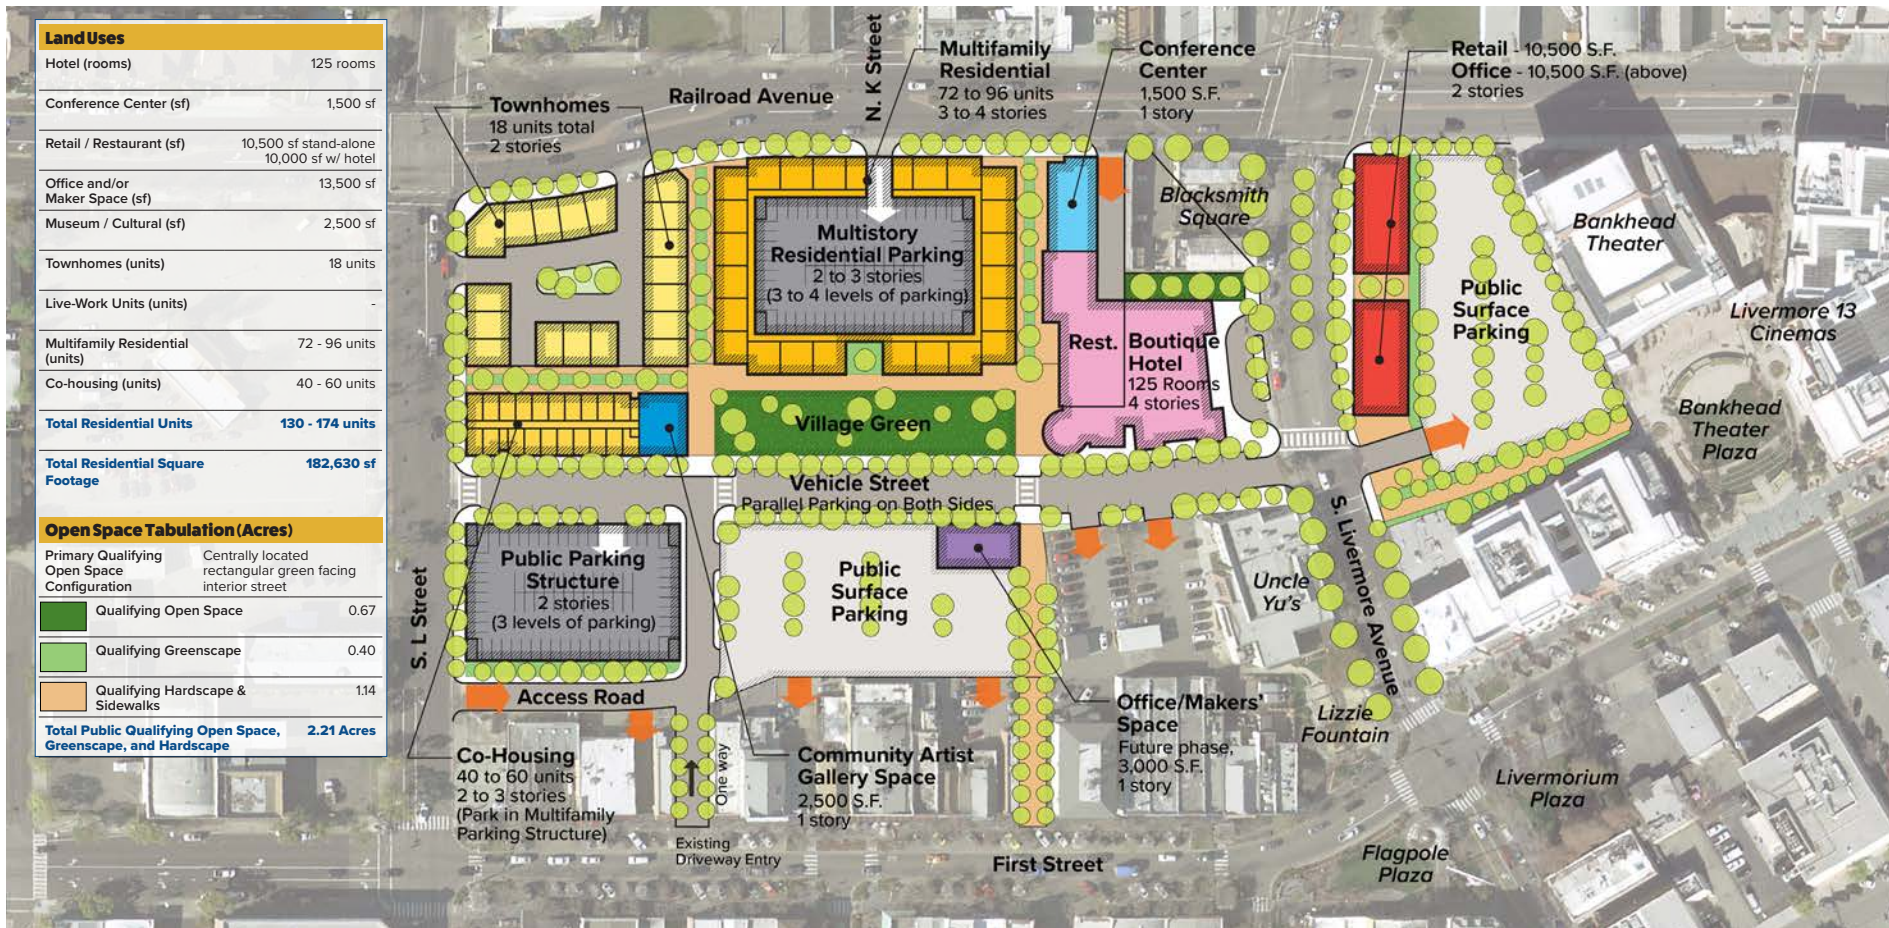 Land Uses
Hotel (rooms) 125 rooms
Conference Center (sf) 1,500 sf
Retail / Restaurant (sf) 10,500 sf stand-alone
10,000 sf w/ hotel
Office and/or
Maker Space (sf) 13,500 sf
Museum / Cultural (sf) 2,500 sf
Townhomes (units) 18 units
Live-Work Units (units) -
Multifamily Residential
(units) 72 - 96 units
Co-housing (units) 40 - 60 units
Total Residential Units 130 - 174 units
Total Residential Square
Footage 182,630 sf
Open Space Tabulation (Acres)
Primary Qualifying
Open Space
Configuration
Centrally located
rectangular green facing
interior street
Qualifying Open Space 0.67
Qualifying Greenscape 0.40
Qualifying Hardscape &
Sidewalks 1.14
Total Public Qualifying Open Space,
Greenscape, and Hardscape 2.21 Acres
Townhomes
18 units total
2 stories
Railroad Avenue
N. K Street
Multifamily
Residential
72 to 96 units
3 to 4 stories
Conference
Center
1,500 S.F.
1 story
Retail - 10,500 S.F.
Office - 10,500 S.F. (above)
2 stories
Blacksmith
Square
Multistory
Residential Parking
2 to 3 stories
(3 to 4 levels of parking)
Rest.
Boutique
Hotel
125 Rooms
4 stories
Public
Surface
Parking
Bankhead
Theater
Livermore 13
Cinemas
Bankhead
Theater
Plaza
Village Green
Vehicle Street
Parallel Parking on Both Sides
S. L Street
Public Parking
Structure
2 stories
(3 levels of parking)
Public
Surface
Parking
Uncle
Yu's
S. Livermore Avenue
Access Road
Co-Housing
40 to 60 units
2 to 3 stories
(Park in Multifamily
Parking Structure)
One way
Existing
Driveway Entry
Community Artist
Gallery Space
2,500 S.F.
1 story
Office/Makers'
Space
Future phase,
3,000 S.F.
1 story
Lizzie
Fountain
Livermorium
Plaza
Flagpole
Plaza
First Street